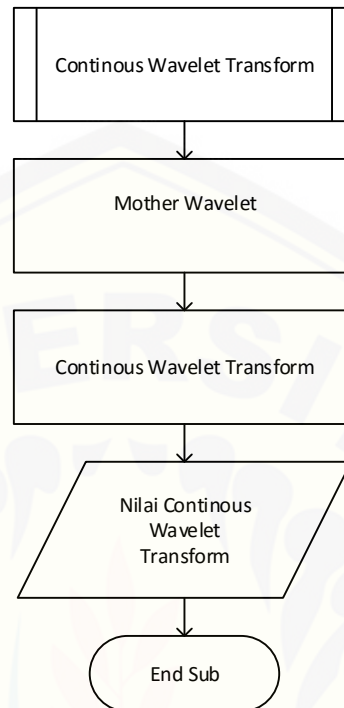 Continous Wavelet Transform
Mother Wavelet
Continous Wavelet Transform
Nilai Continous
Wavelet
Transform
End Sub